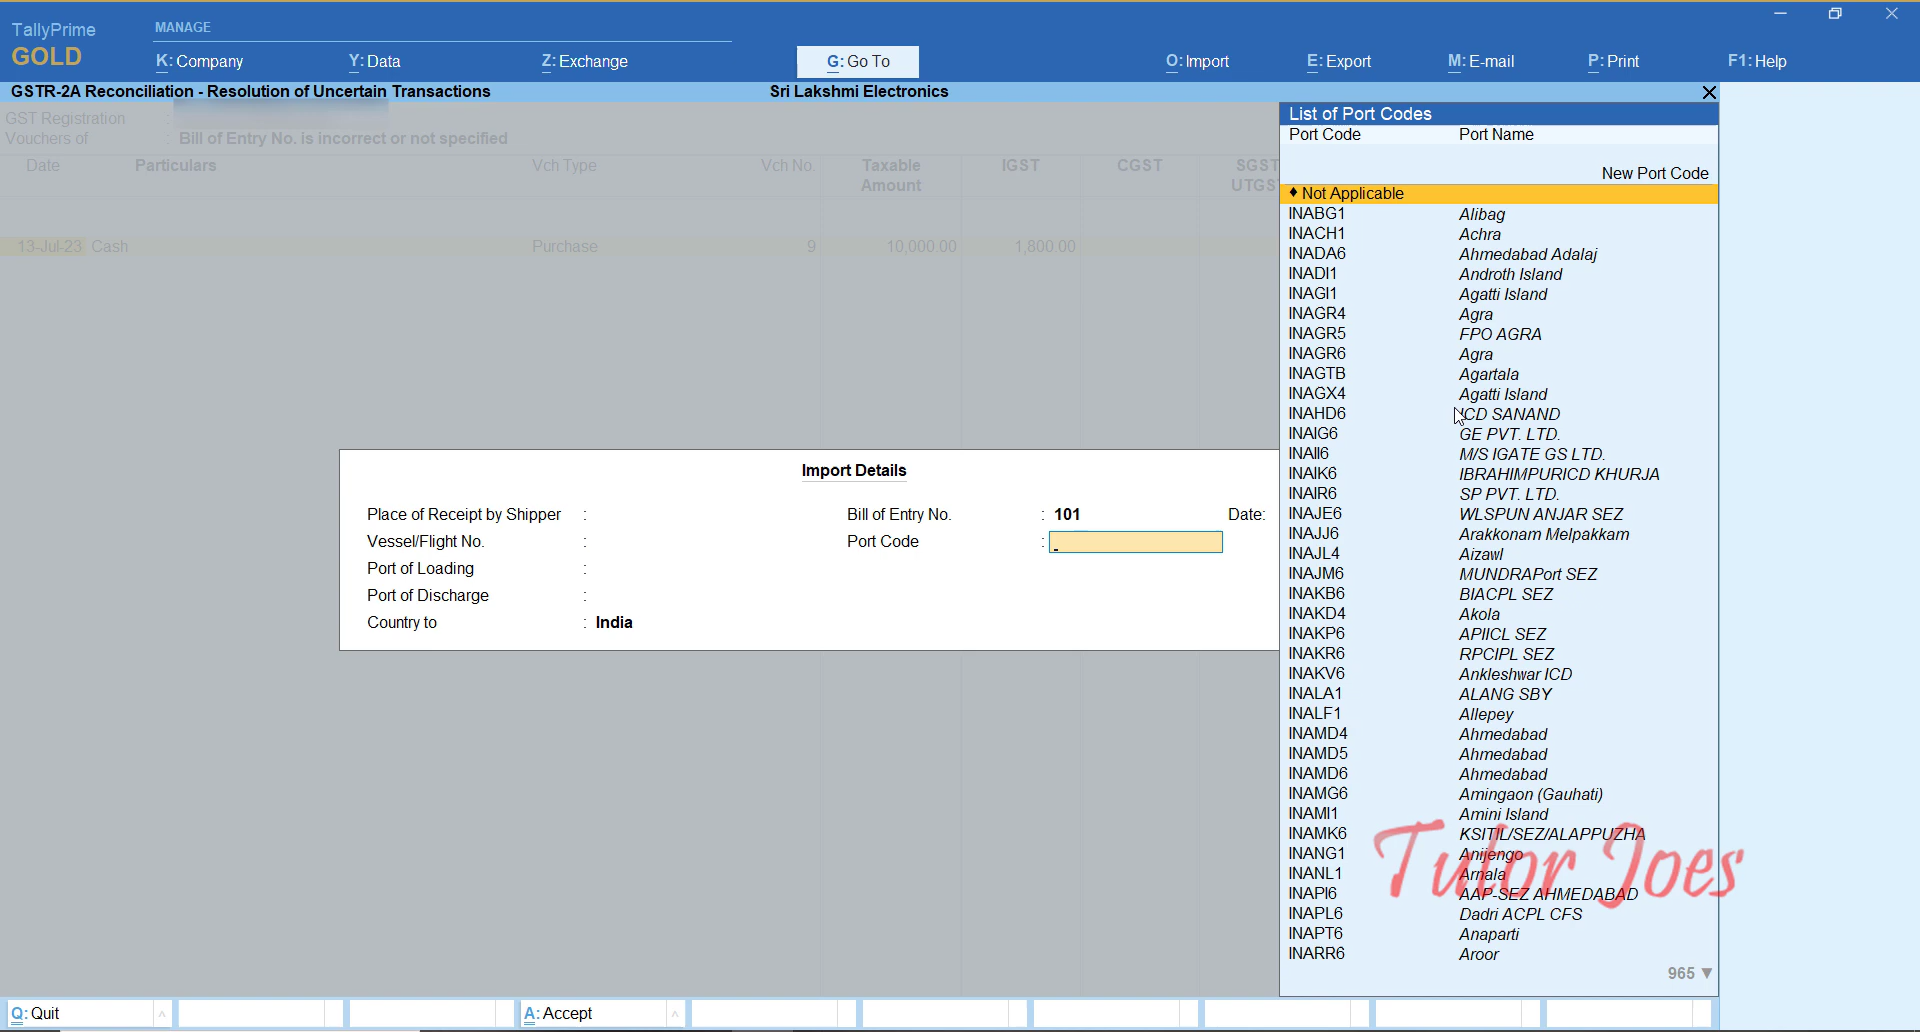 TallyPrime
GOLD
MANAGE
K: Company
Y: Data
Z: Exchange
G: Go To
O: Import
E: Export
M: E-mail
P: Print
F1: Help
GSTR-2A Reconciliation - Resolution of Uncertain Transactions
Sri Lakshmi Electronics
GST Registration :
Vouchers of : Bill of Entry No. is incorrect or not specified
Date Particulars Vch Type Vch No. Taxable Amount IGST CGST SGST UTGS
13-Jul-23 Cash Purchase 9 10,000.00 1,800.00
Import Details
Place of Receipt by Shipper :
Vessel/Flight No. :
Port of Loading :
Port of Discharge :
Country to : India
Bill of Entry No. : 101 Date:
Port Code :
List of Port Codes
Port Code Port Name
New Port Code
♦ Not Applicable
INABG1 Alibag
INACH1 Achra
INADA6 Ahmedabad Adalaj
INADI1 Androth Island
INAGI1 Agatti Island
INAGR4 Agra
INAGR5 FPO AGRA
INAGR6 Agra
INAGTB Agartala
INAGX4 Agatti Island
INAHD6 ICD SANAND
INAIG6 GE PVT. LTD.
INAII6 M/S IGATE GS LTD.
INAIK6 IBRAHIMPURICD KHURJA
INAIR6 SP PVT. LTD.
INAJE6 WLSPUN ANJAR SEZ
INAJJ6 Arakkonam Melpakkam
INAJL4 Aizawl
INAJM6 MUNDRAPort SEZ
INAKB6 BIACPL SEZ
INAKD4 Akola
INAKP6 APIICL SEZ
INAKR6 RPCIPL SEZ
INAKV6 Ankleshwar ICD
INALA1 ALANG SBY
INALF1 Allepey
INAMD4 Ahmedabad
INAMD5 Ahmedabad
INAMD6 Ahmedabad
INAMG6 Amingaon (Gauhati)
INAMI1 Amini Island
INAMK6 KSITIL/SEZ/ALAPPUZHA
INANG1 Anijengo
INANL1 Arnala
INAPI6 AAP-SEZ AHMEDABAD
INAPL6 Dadri ACPL CFS
INAPT6 Anaparti
INARR6 Aroor
965 ▼
Tutor Joes
Q: Quit
A: Accept